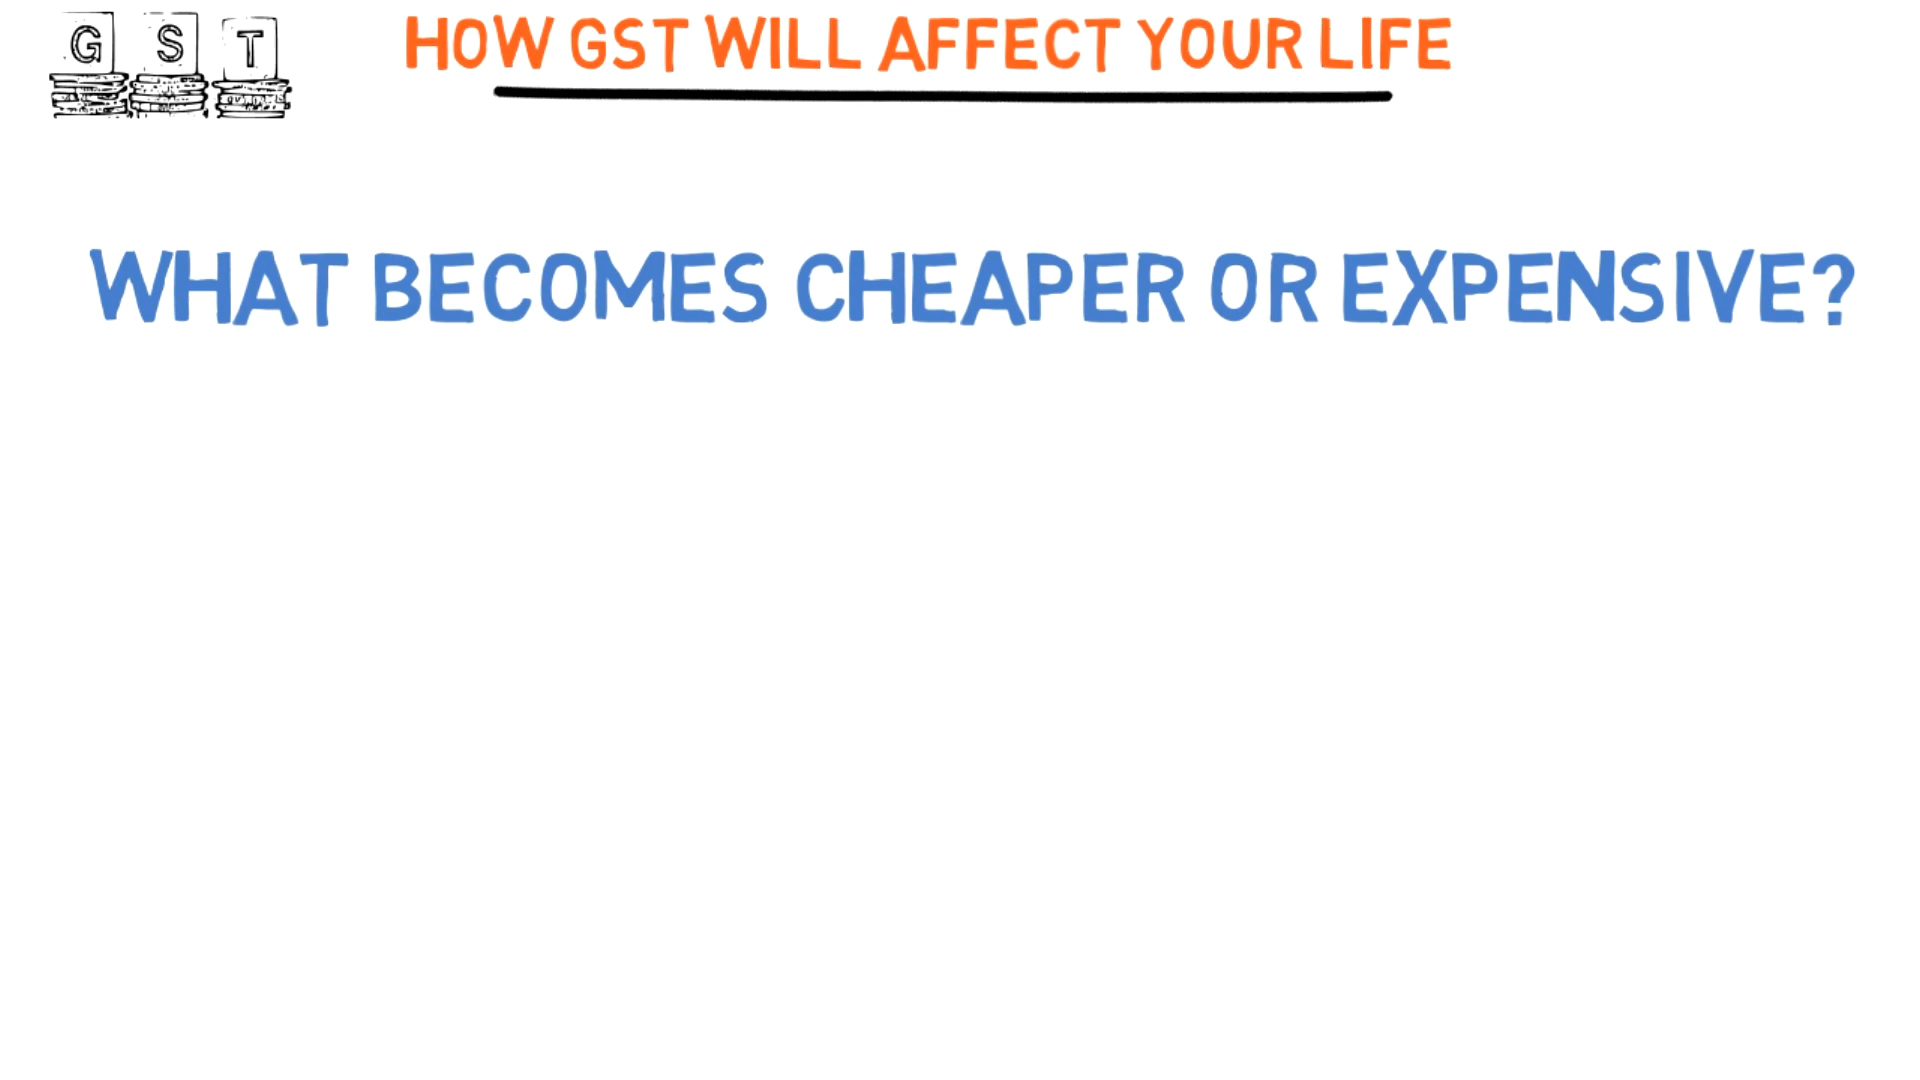 G S T
HOW GST WILL AFFECT YOUR LIFE
WHAT BECOMES CHEAPER OR EXPENSIVE?